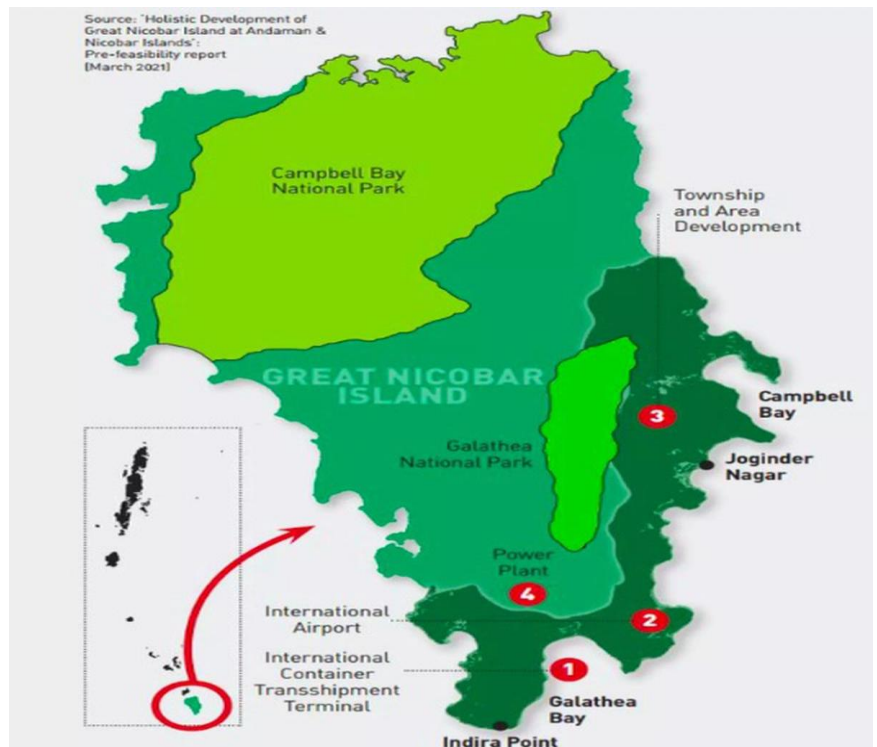 Source: 'Holistic Development of
Great Nicobar Island at Andaman &
Nicobar Islands':
Pre-feasibility report
[March 2021]
Campbell Bay
National Park
Township
and Area
Development
GREAT NICOBAR
ISLAND
Campbell
Bay
3
Galathea
National Park
Joginder
Nagar
Power
Plant
4
International
Airport
2
International
Container
Transshipment
Terminal
1
Galathea
Bay
Indira Point